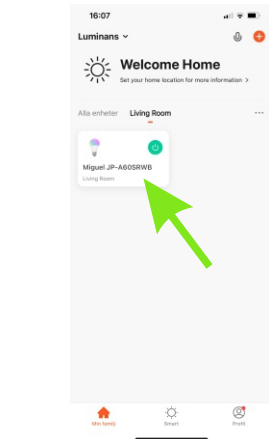 16:07
Luminans
Welcome Home
Set your home location for more information >
Alla enheter Living Room ...
Miguel JP-A60SRWB
Living Room
Min familj Smart Profil